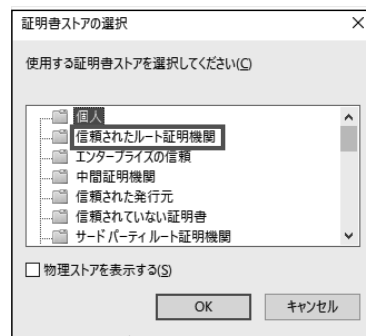 証明書ストアの選択
使用する証明書ストアを選択してください(C)
個人
信頼されたルート証明機関
エンタープライズの信頼
中間証明機関
信頼された発行元
信頼されていない証明書
サードパーティルート証明機関
物理ストアを表示する(S)
OK キャンセル